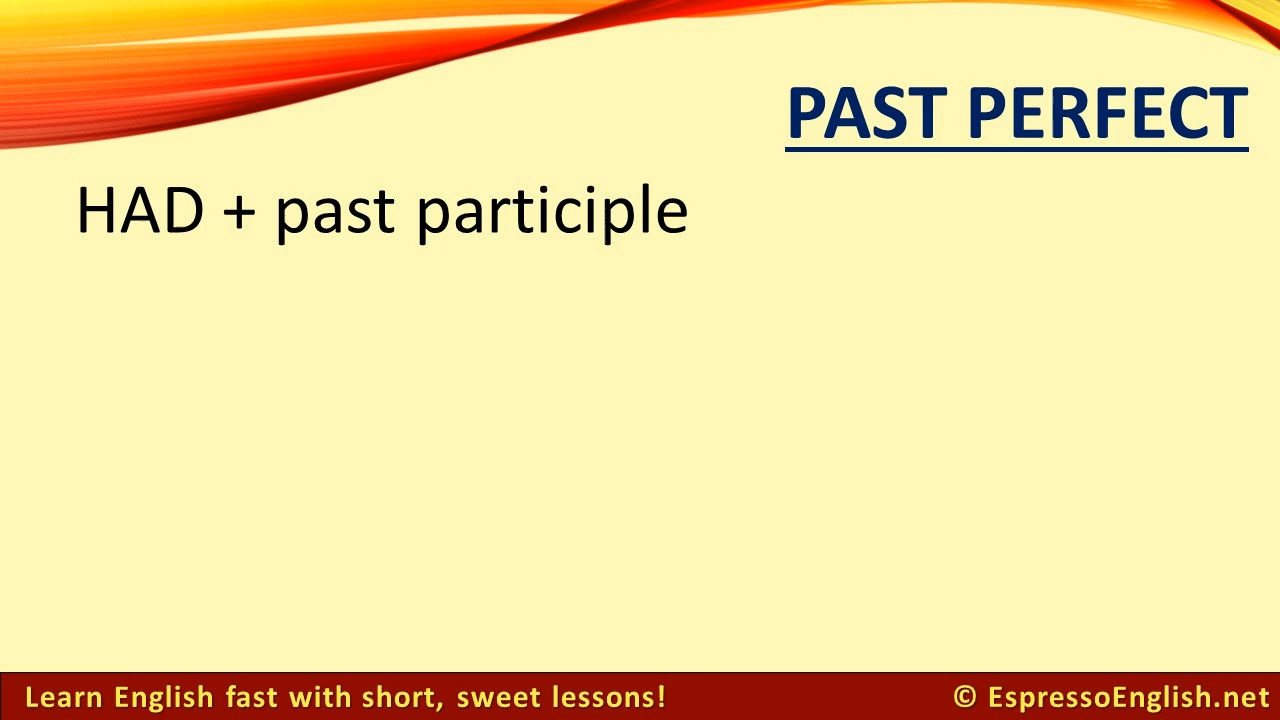 PAST PERFECT
HAD + past participle
Learn English fast with short, sweet lessons!
© EspressoEnglish.net